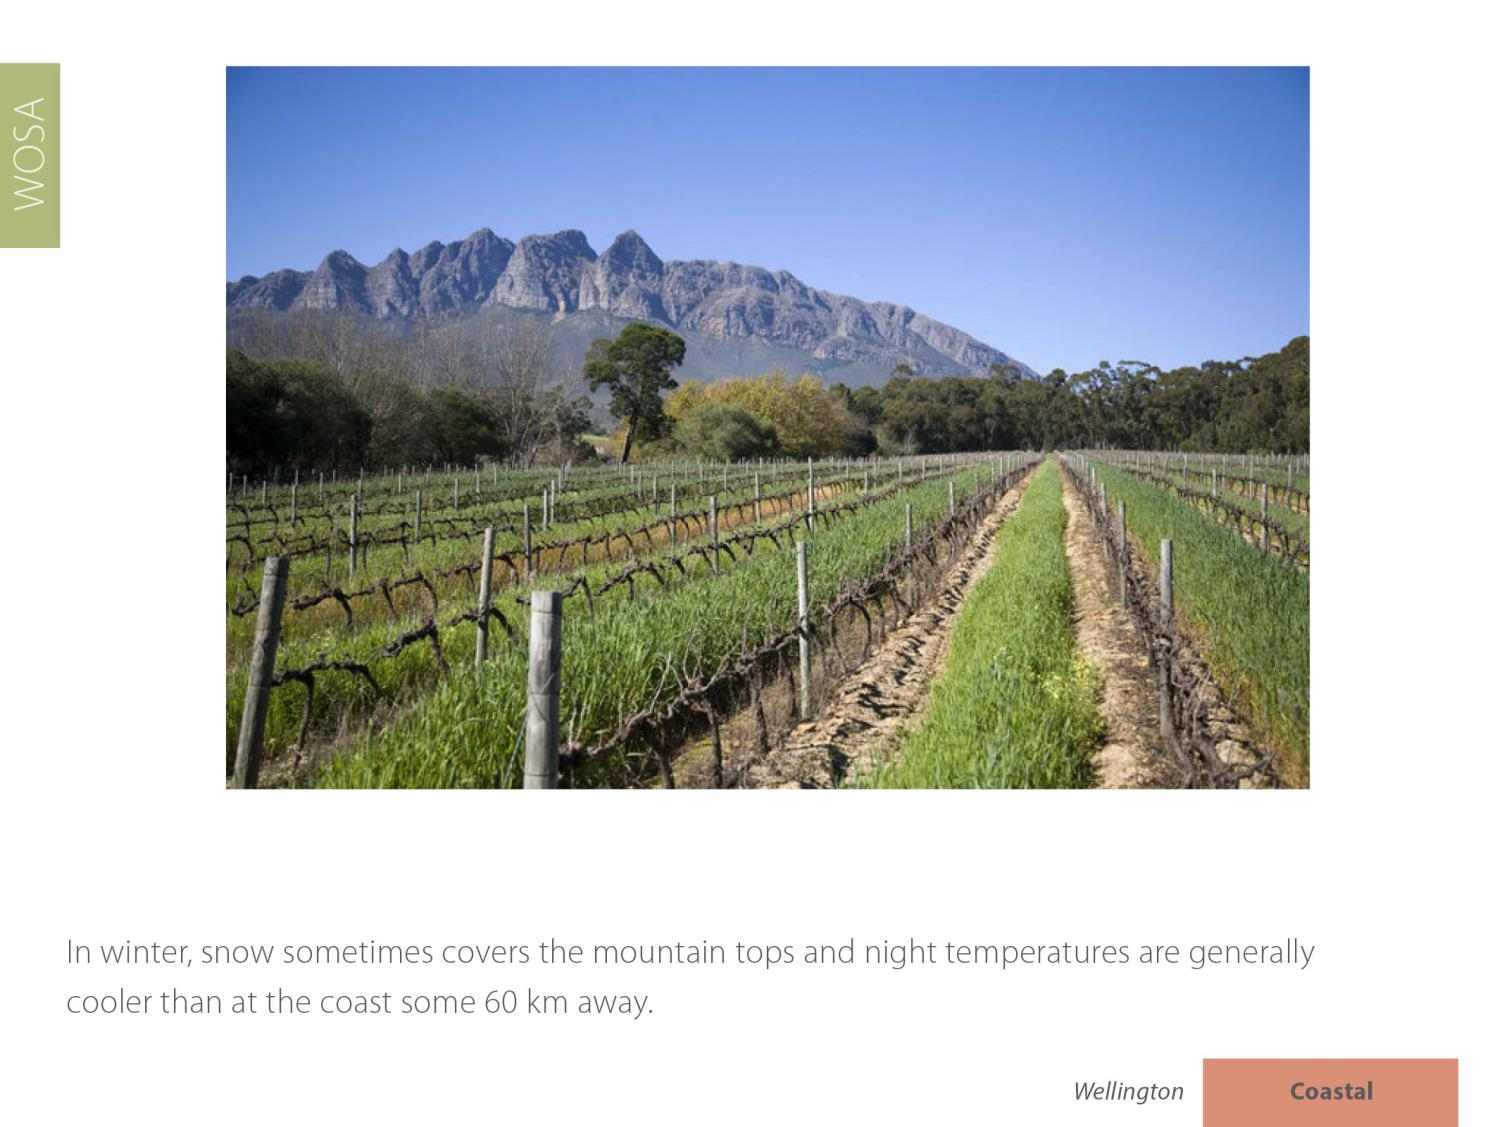 WOSA
In winter, snow sometimes covers the mountain tops and night temperatures are generally
cooler than at the coast some 60 km away.
Wellington
Coastal